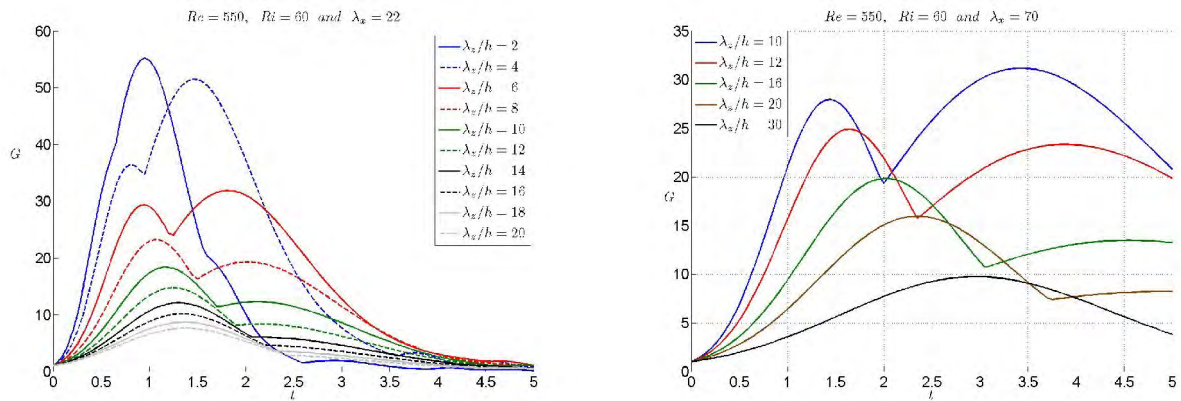 Re = 550, Ri = 60 and λx = 22
60
50
40
30
20
10
0
G
0 0.5 1 1.5 2 2.5 3 3.5 4 4.5 5
t
λz/h = 2
λz/h = 4
λz/h 6
λz/h = 8
λz/h = 10
λz/h = 12
λz/h 14
λz/h = 16
λz/h = 18
λz/h = 20
Re = 550, Ri = 60 and λx = 70
35
30
25
20
15
10
5
0
G
0 0.5 1 1.5 2 2.5 3 3.5 4 4.5 5
t
λz/h = 10
λz/h = 12
λz/h = 16
λz/h = 20
λz/h 30